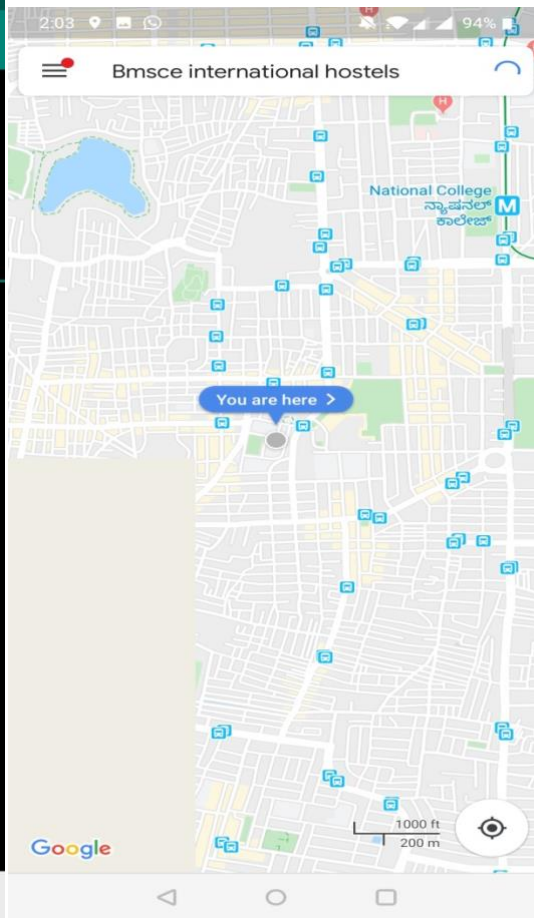 2:03
94%
Bmsce international hostels
H
H
National College
ನ್ಯಾಷನಲ್
ಕಾಲೇಜ್
M
You are here >
1000 ft
200 m
Google